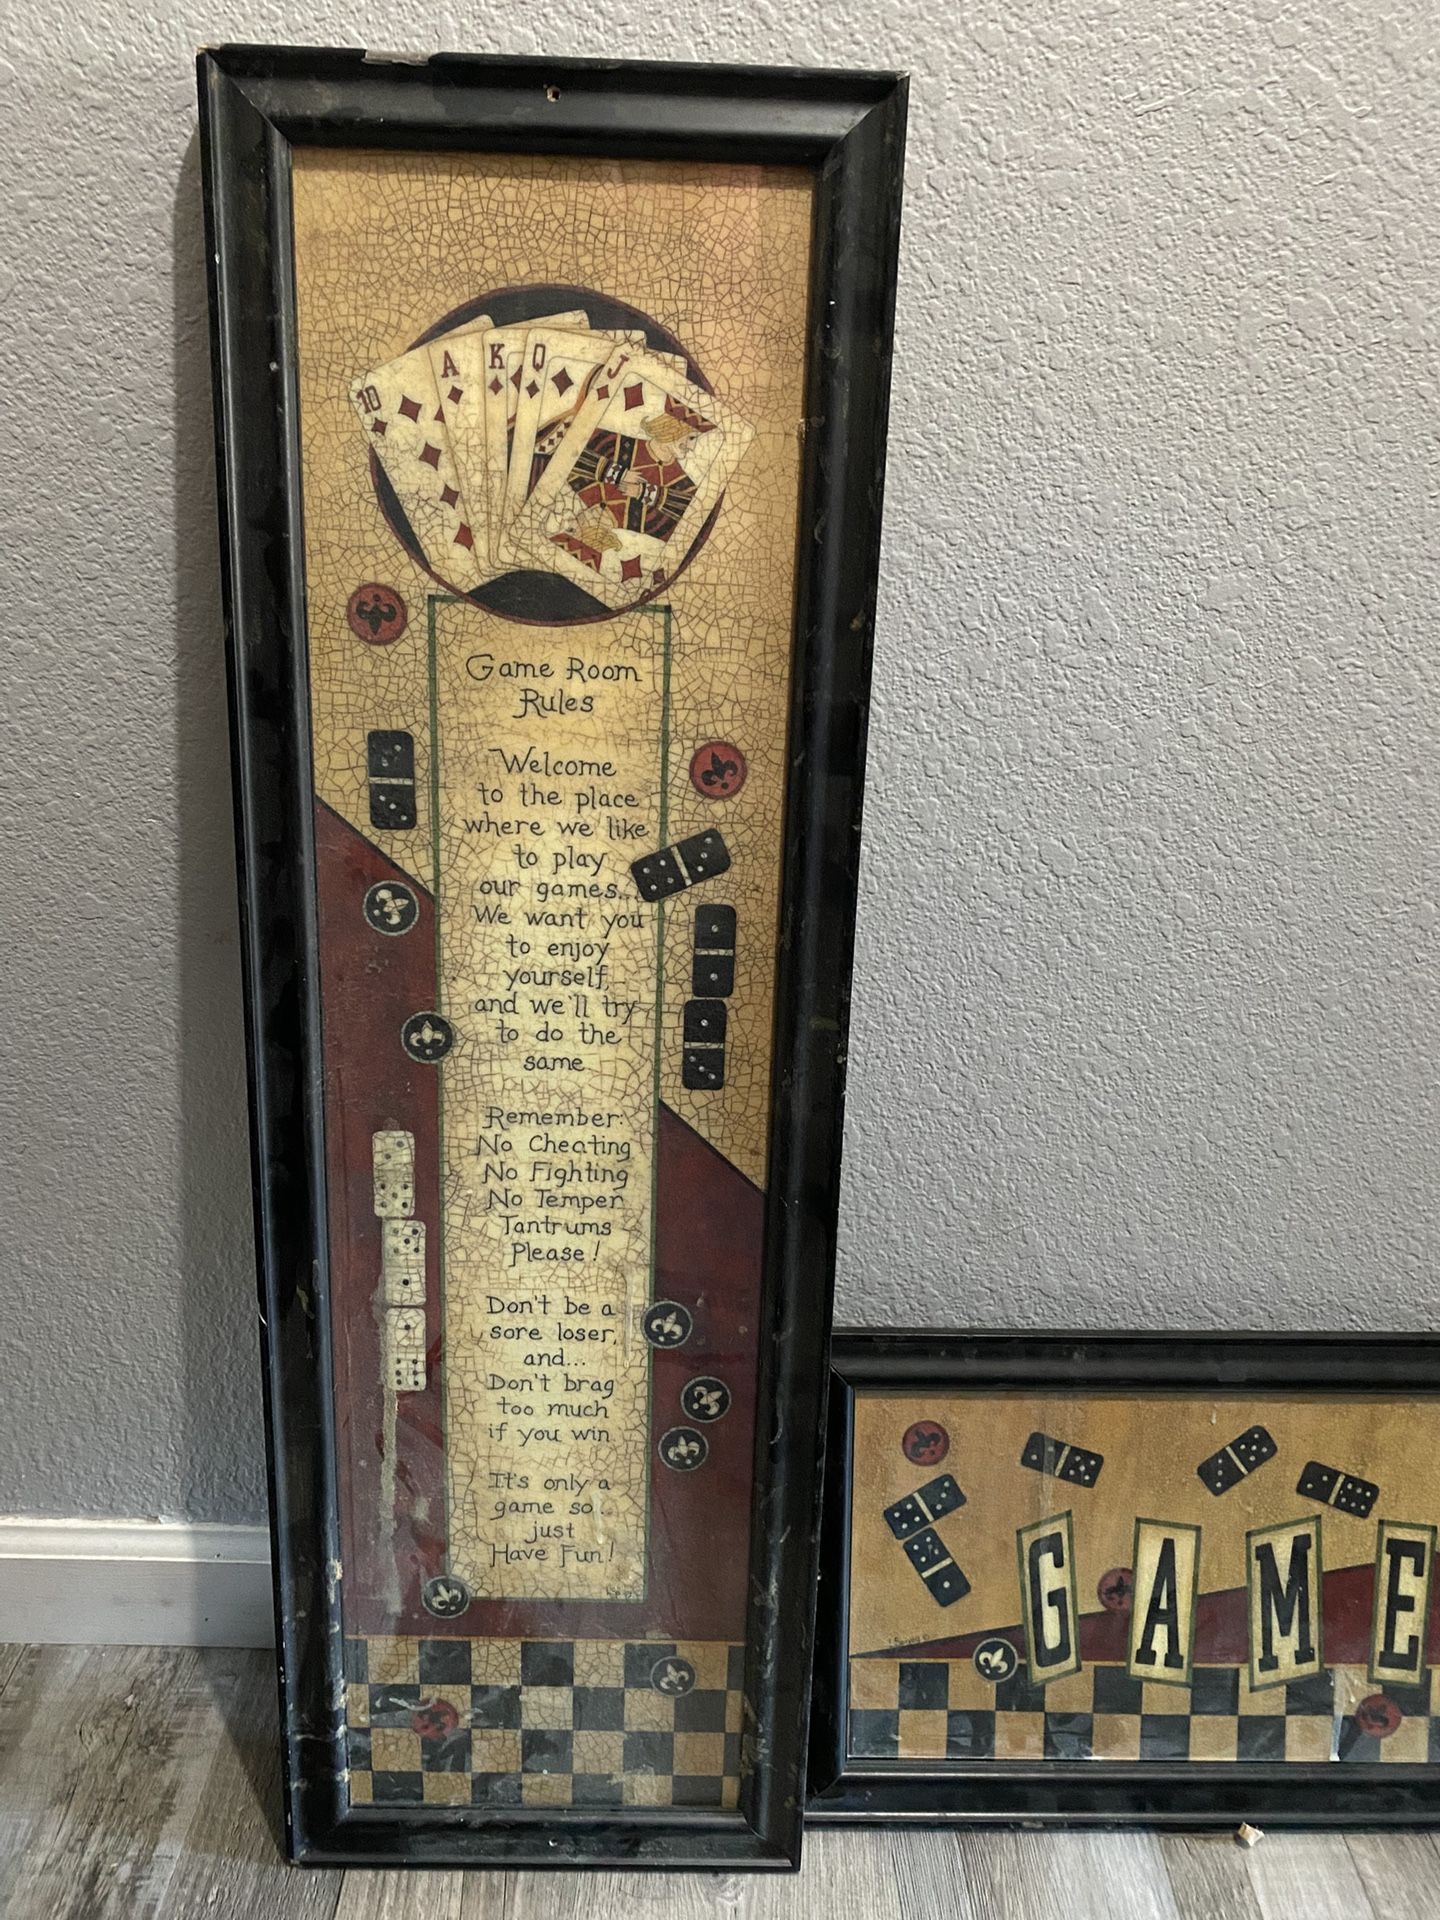 10
A
K
Q
J
Game Room
Rules
Welcome
to the place
where we like
to play
our games...
We want you
to enjoy
yourself,
and we'll try
to do the
same
Remember:
No Cheating
No Fighting
No Temper
Tantrums
Please!
Don't be a
sore loser,
and...
Don't brag
too much
if you win
It's only a
game so...
just
Have Fun!
GAME